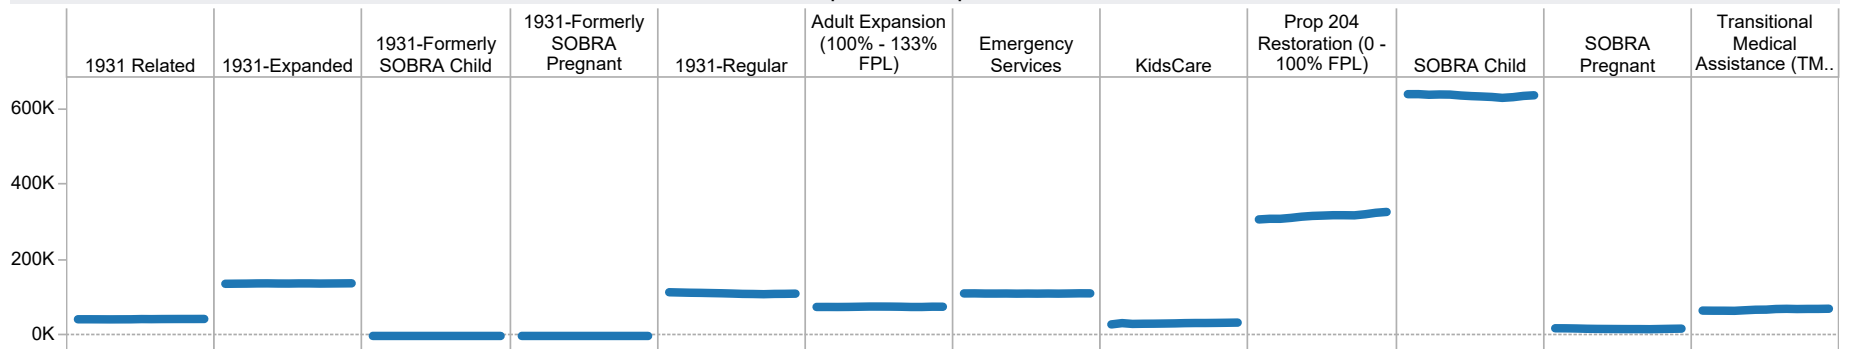 1931 Related
1931-Expanded
1931-Formerly
SOBRA Child
1931-Formerly
SOBRA
Pregnant
1931-Regular
Adult Expansion
(100% - 133%
FPL)
Emergency
Services
KidsCare
Prop 204
Restoration (0 -
100% FPL)
SOBRA Child
SOBRA
Pregnant
Transitional
Medical
Assistance (TM..
600K
400K
200K
0K